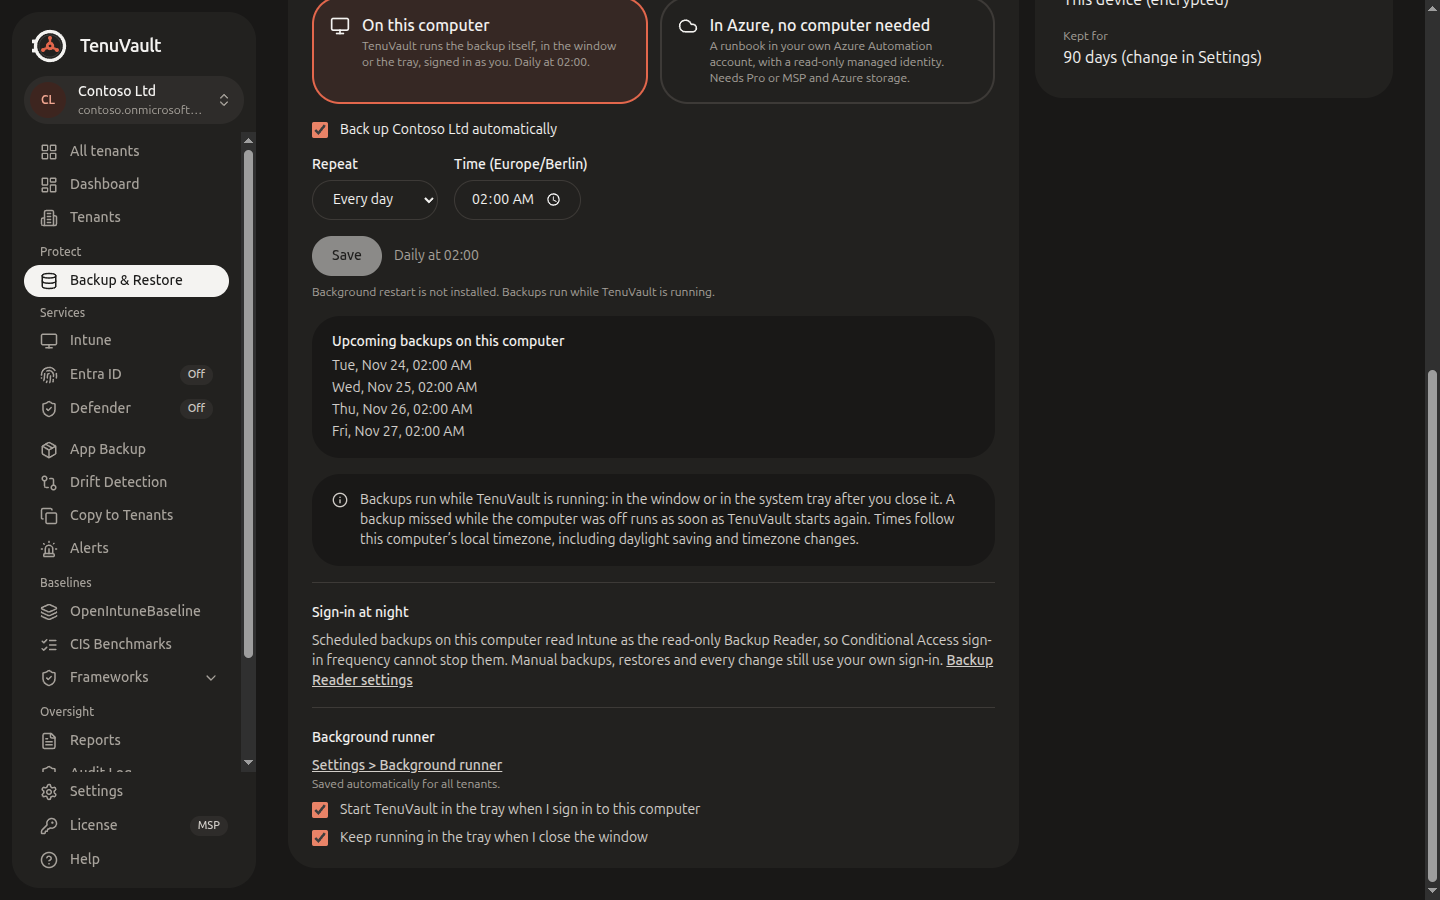 TenuVault
CL
Contoso Ltd
contoso.onmicrosoft...
All tenants
Dashboard
Tenants
Protect
Backup & Restore
Services
Intune
Entra ID
Off
Defender
Off
App Backup
Drift Detection
Copy to Tenants
Alerts
Baselines
OpenIntuneBaseline
CIS Benchmarks
Frameworks
Oversight
Reports
Audit Log
Settings
License
MSP
Help
On this computer
TenuVault runs the backup itself, in the window
or the tray, signed in as you. Daily at 02:00.
In Azure, no computer needed
A runbook in your own Azure Automation
account, with a read-only managed identity.
Needs Pro or MSP and Azure storage.
Back up Contoso Ltd automatically
Repeat
Time (Europe/Berlin)
Every day
02:00 AM
Save
Daily at 02:00
Background restart is not installed. Backups run while TenuVault is running.
Upcoming backups on this computer
Tue, Nov 24, 02:00 AM
Wed, Nov 25, 02:00 AM
Thu, Nov 26, 02:00 AM
Fri, Nov 27, 02:00 AM
Backups run while TenuVault is running: in the window or in the system tray after you close it. A
backup missed while the computer was off runs as soon as TenuVault starts again. Times follow
this computer's local timezone, including daylight saving and timezone changes.
Sign-in at night
Scheduled backups on this computer read Intune as the read-only Backup Reader, so Conditional Access sign-
in frequency cannot stop them. Manual backups, restores and every change still use your own sign-in. Backup
Reader settings
Background runner
Settings > Background runner
Saved automatically for all tenants.
Start TenuVault in the tray when I sign in to this computer
Keep running in the tray when I close the window
This device (encrypted)
Kept for
90 days (change in Settings)